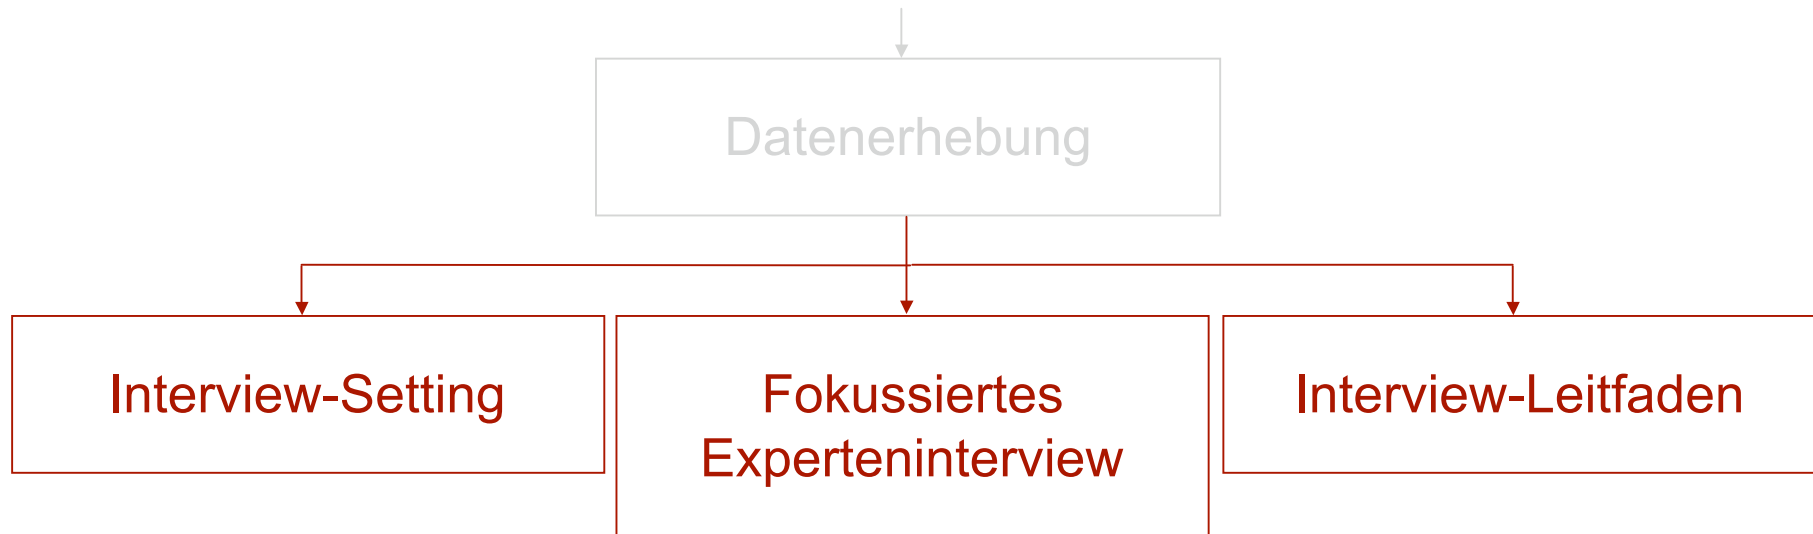 Datenerhebung
Interview-Setting
Fokussiertes
Experteninterview
Interview-Leitfaden